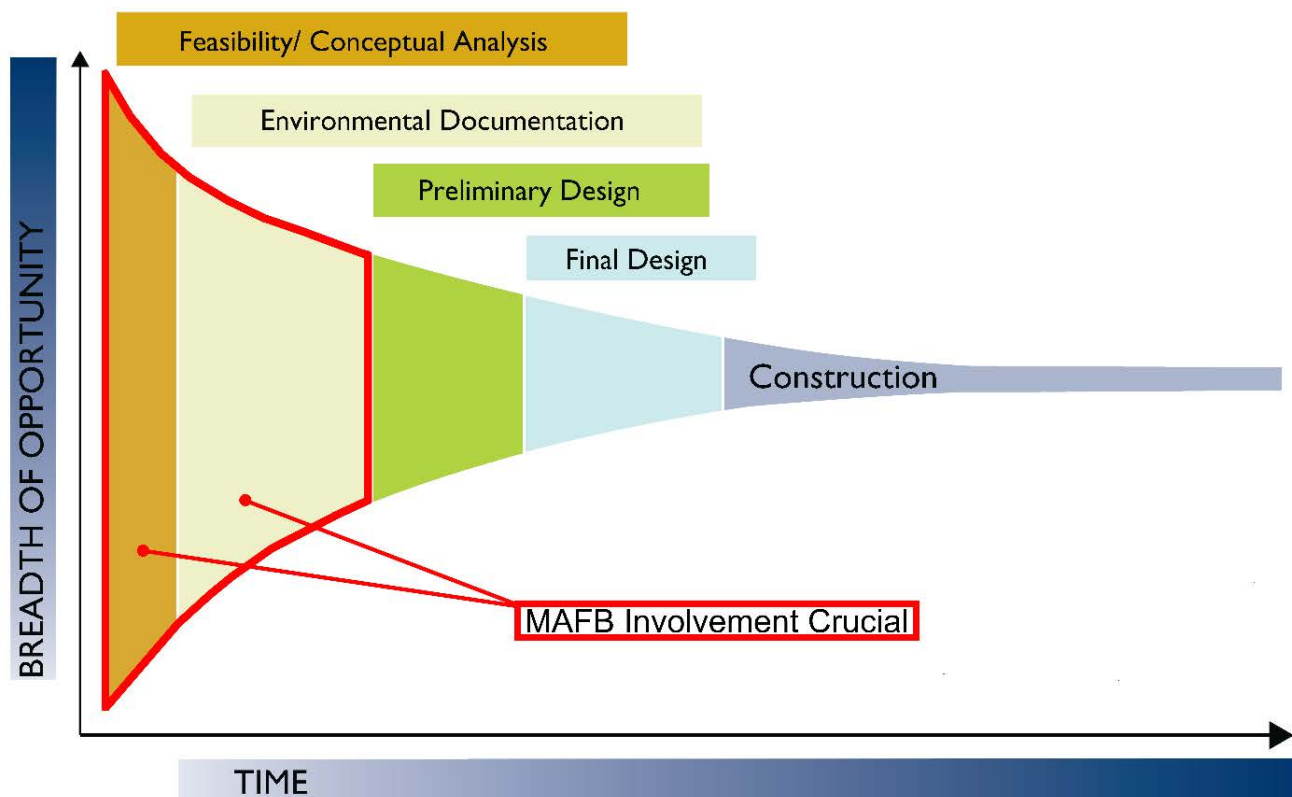 Feasibility/ Conceptual Analysis
Environmental Documentation
Preliminary Design
Final Design
Construction
MAFB Involvement Crucial
BREADTH OF OPPORTUNITY
TIME